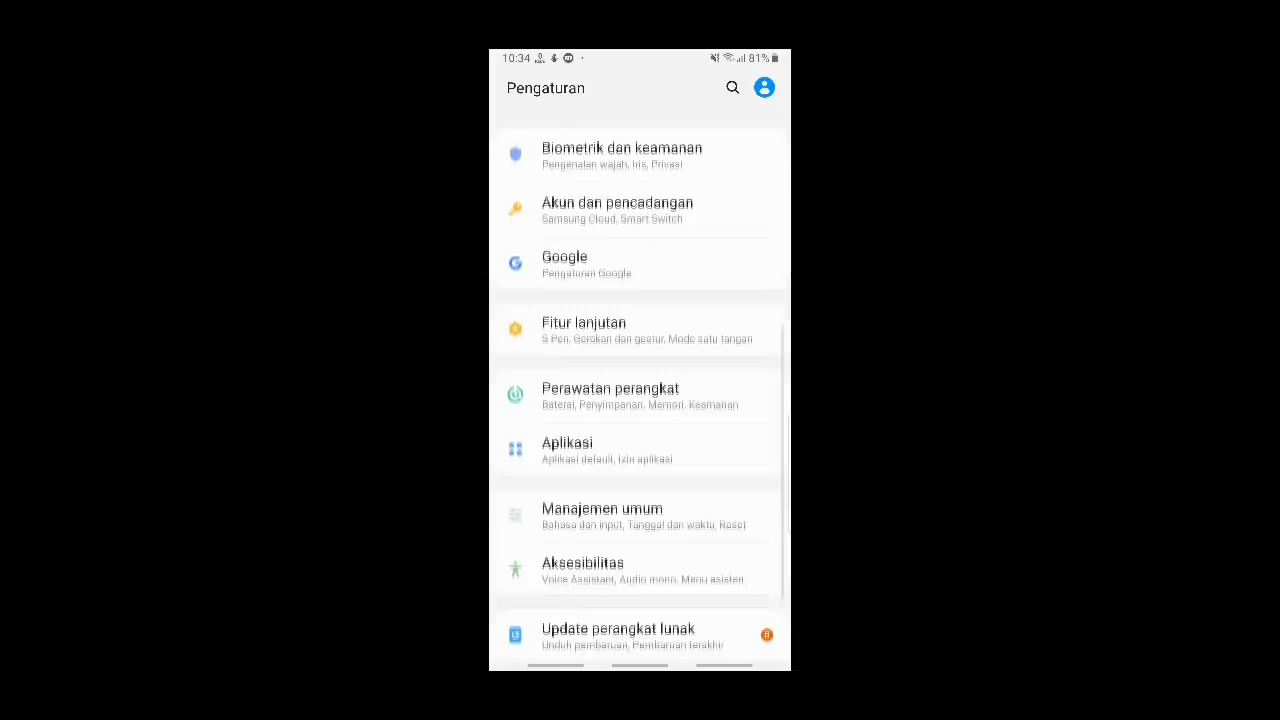 10:34
81%
Pengaturan
Biometrik dan keamanan
Pengenalan wajah, Iris, Privasi
Akun dan pencadangan
Samsung Cloud, Smart Switch
Google
Pengaturan Google
Fitur lanjutan
S Pen, Gerakan dan gestur, Mode satu tangan
Perawatan perangkat
Baterai, Penyimpanan, Memori, Keamanan
Aplikasi
Aplikasi default, Izin aplikasi
Manajemen umum
Bahasa dan input, Tanggal dan waktu, Reset
Aksesibilitas
Voice Assistant, Audio mono, Menu asisten
Update perangkat lunak
Unduh pembaruan, Pembaruan terakhir